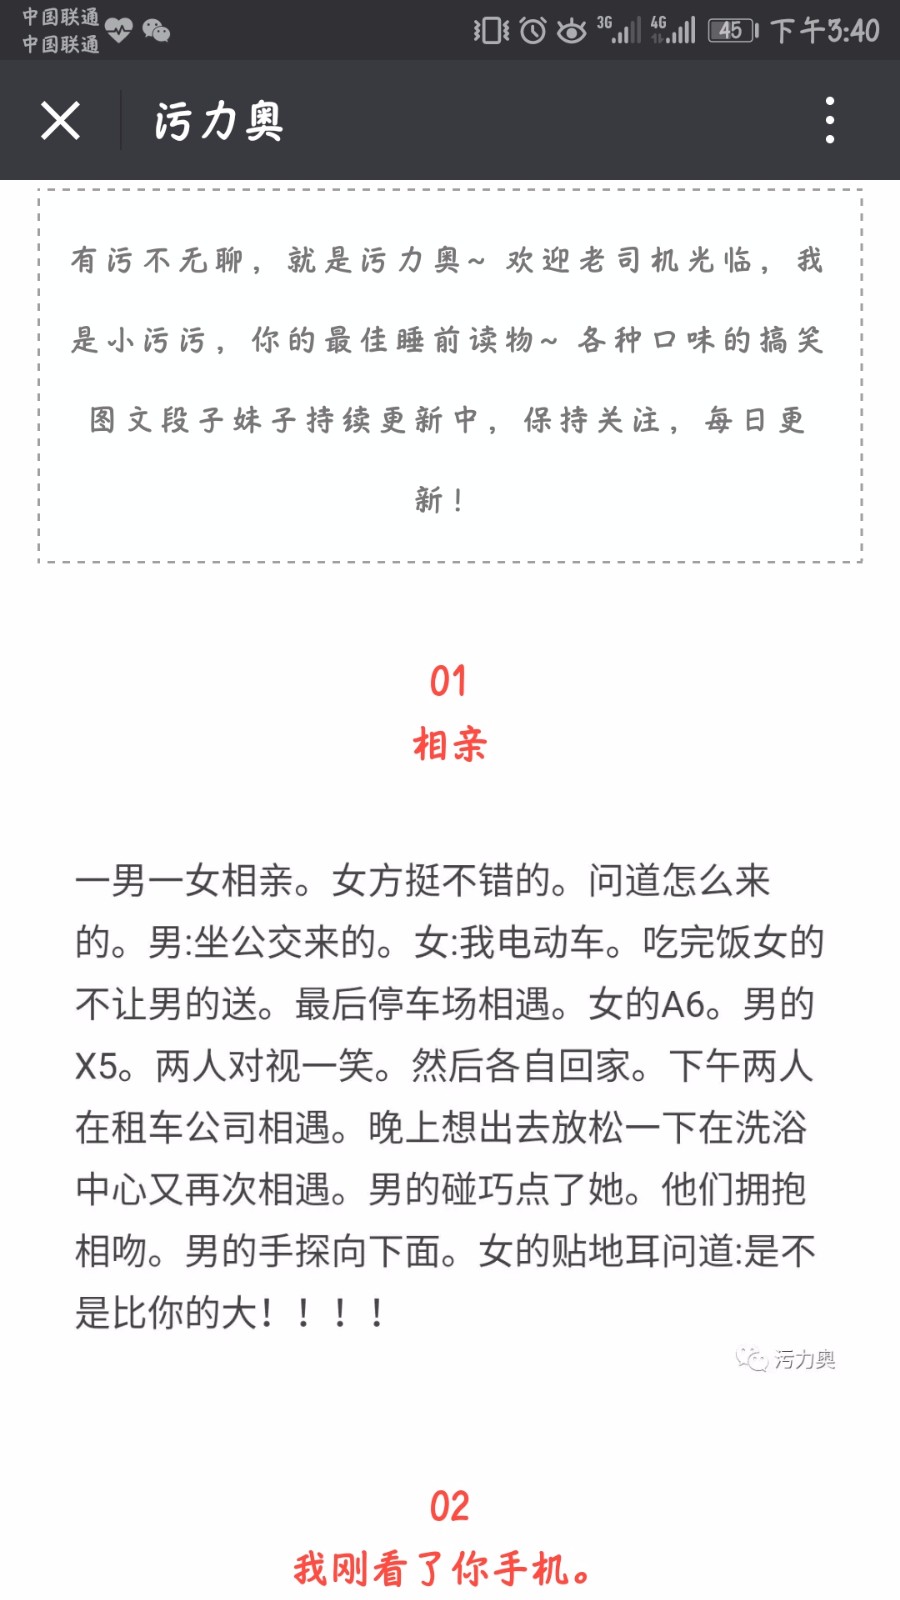 中国联通
中国联通
3G
4G
45
下午3:40
污力奥
有污不无聊，就是污力奥~ 欢迎老司机光临，我
是小污污，你的最佳睡前读物~ 各种口味的搞笑
图文段子妹子持续更新中，保持关注，每日更
新！
01
相亲
一男一女相亲。女方挺不错的。问道怎么来
的。男:坐公交来的。女:我电动车。吃完饭女的
不让男的送。最后停车场相遇。女的A6。男的
X5。两人对视一笑。然后各自回家。下午两人
在租车公司相遇。晚上想出去放松一下在洗浴
中心又再次相遇。男的碰巧点了她。他们拥抱
相吻。男的手探向下面。女的贴地耳问道:是不
是比你的大！！！！
污力奥
02
我刚看了你手机。